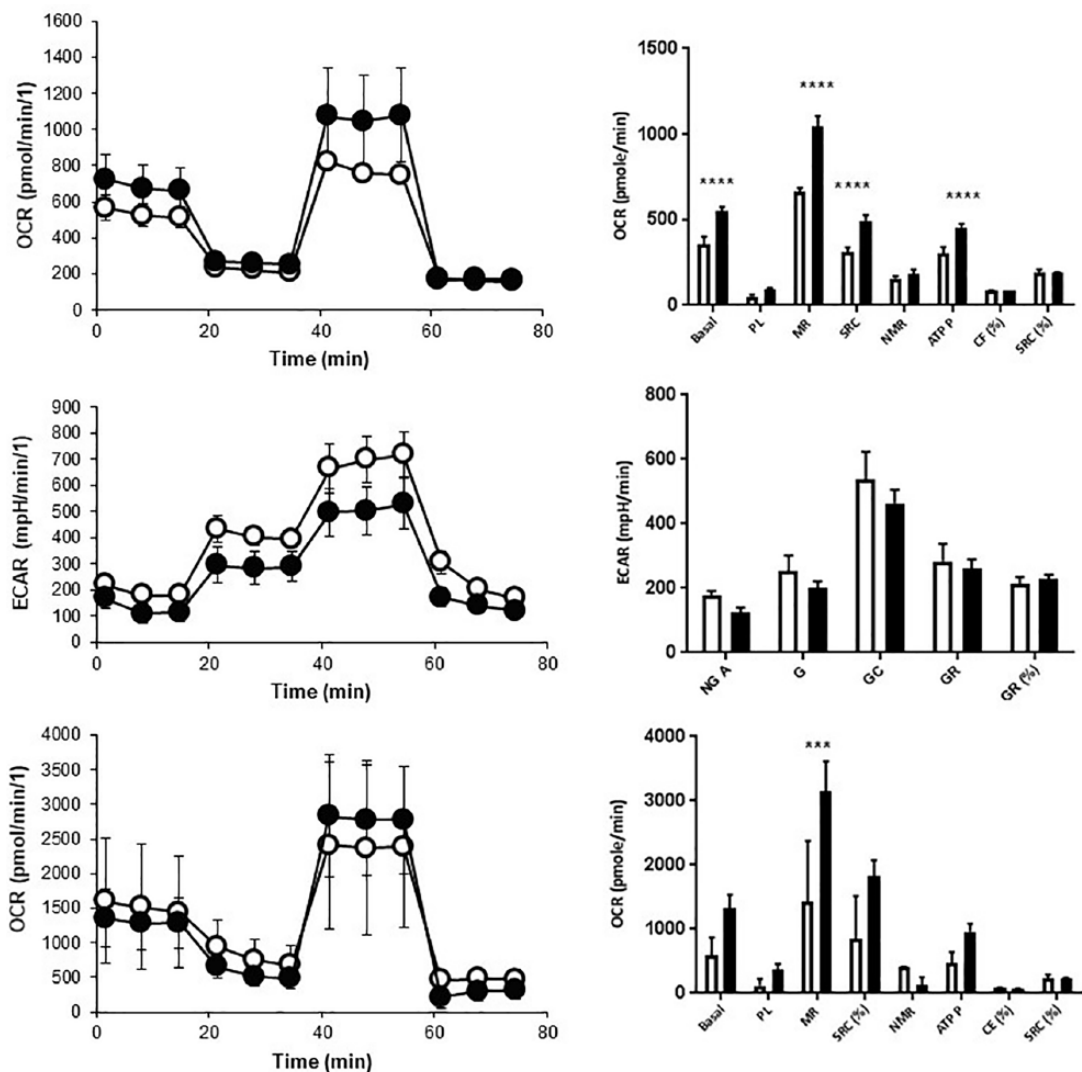 OCR (pmol/min/1)
1600
1400
1200
1000
800
600
400
200
0
0 20 40 60 80
Time (min)
OCR (pmole/min)
1500
1000
500
0
**** **** **** ****
Basal PL MR SRC NMR ATP P CF (%) SRC (%)
ECAR (mpH/min/1)
900
800
700
600
500
400
300
200
100
0
0 20 40 60 80
Time (min)
ECAR (mpH/min)
800
600
400
200
0
NG A G GC GR GR (%)
OCR (pmol/min/1)
4000
3500
3000
2500
2000
1500
1000
500
0
0 20 40 60 80
Time (min)
OCR (pmole/min)
4000
3000
2000
1000
0
***
Basal PL MR SRC (%) NMR ATP P CE (%) SRC (%)